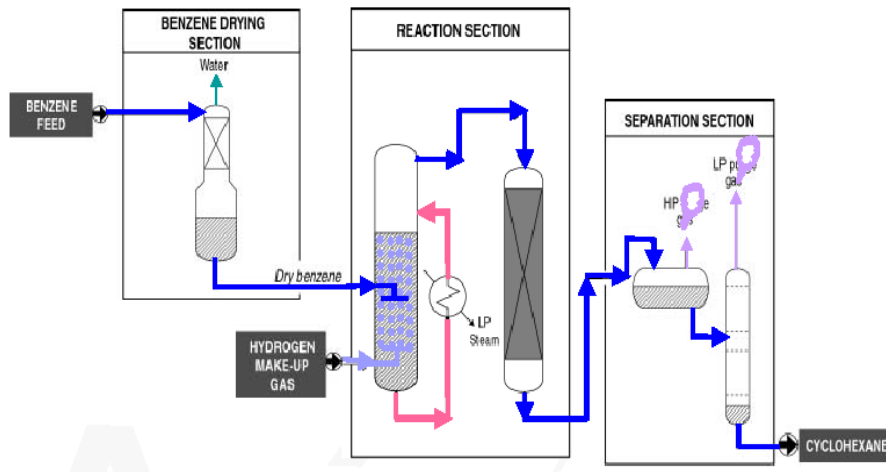 BENZENE DRYING
SECTION
Water
BENZENE
FEED
Dry benzene
HYDROGEN
MAKE-UP
GAS
REACTION SECTION
LP
Steam
SEPARATION SECTION
LP
gas
HP
gas
CYCLOHEXANE